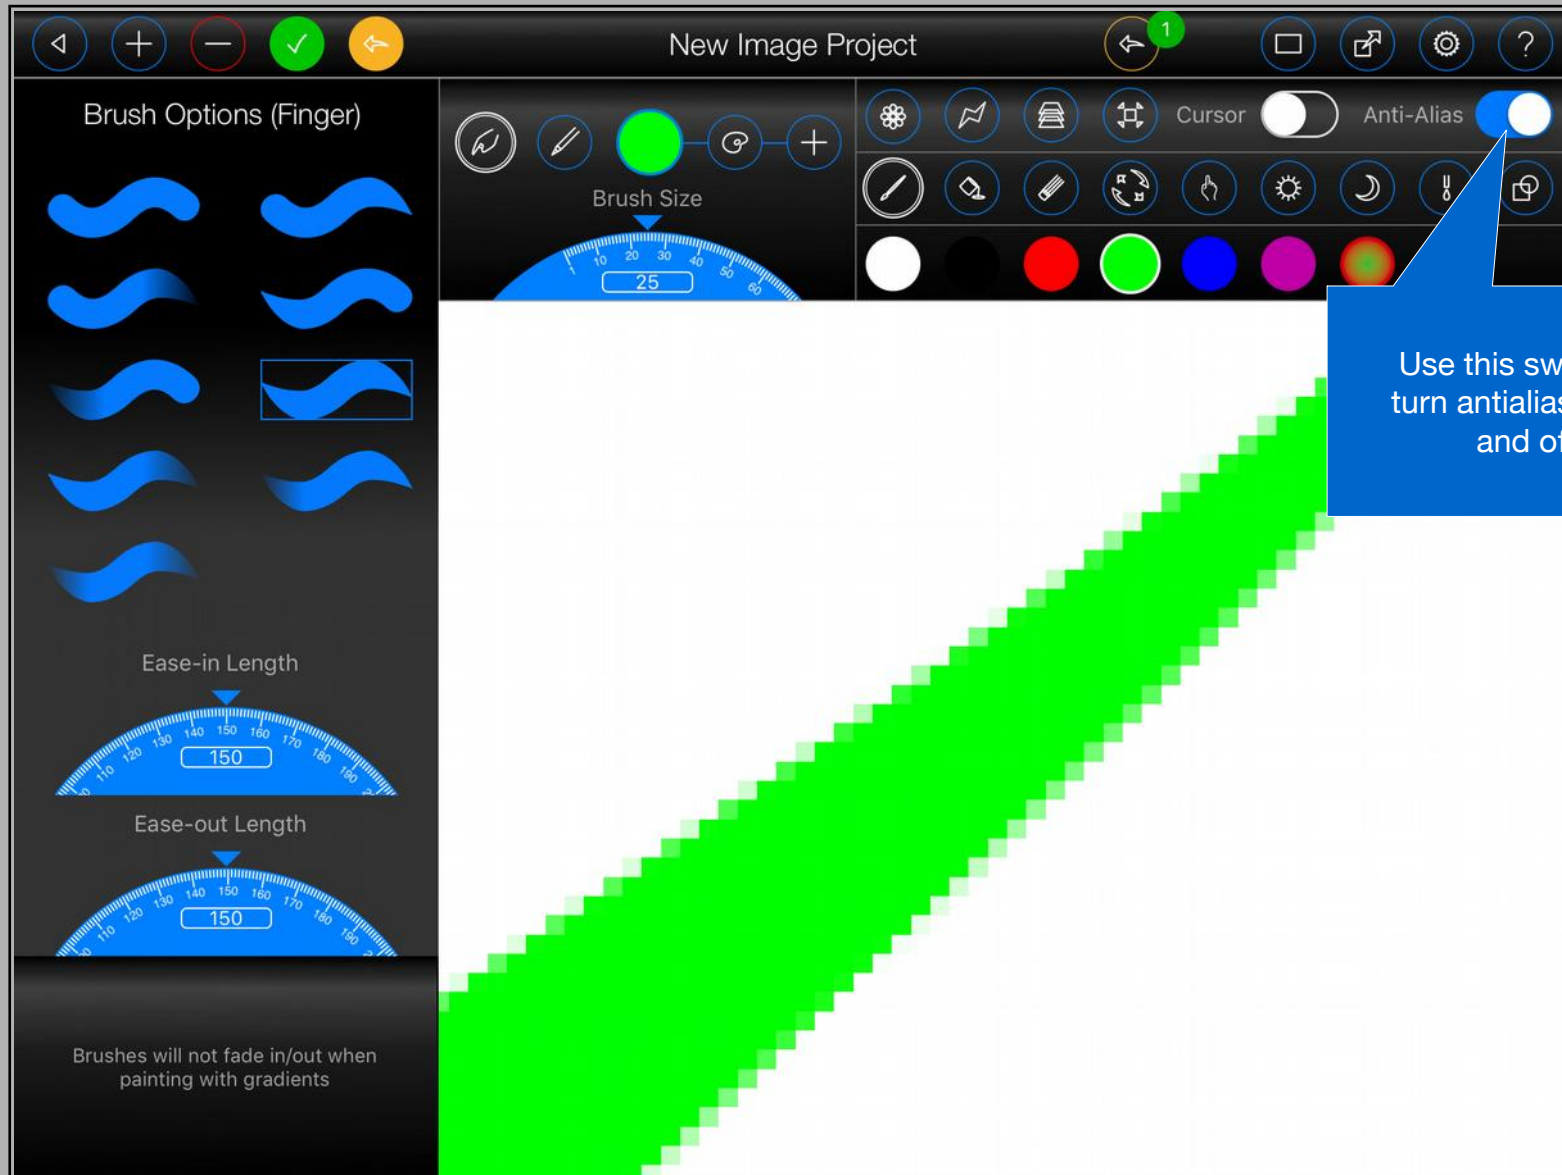 New Image Project
1
?
Brush Options (Finger)
Cursor
Anti-Alias
Brush Size
1 10 20 30 40 50 60
25
Use this
turn
and
Ease-in Length
110 120 130 140 150 160 170 180 190
150
Ease-out Length
110 120 130 140 150 160 170 180 190
150
Brushes will not fade in/out when
painting with gradients